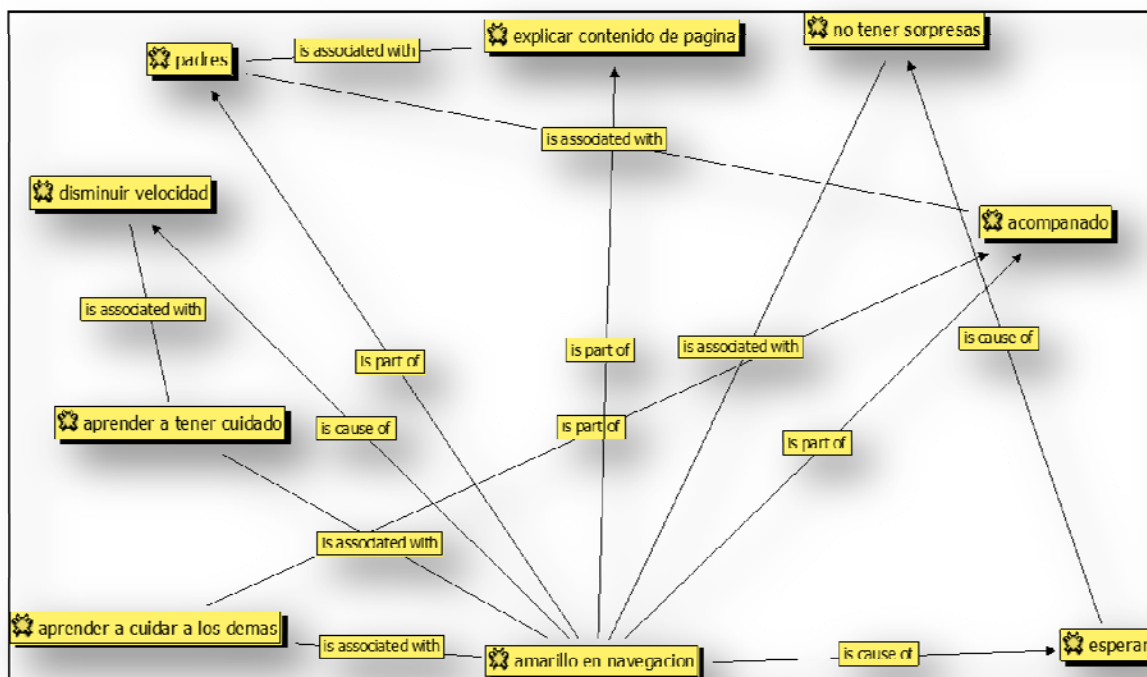 explicar contenido de pagina
no tener sorpresas
is associated with
padres
is associated with
disminuir velocidad
acompanado
is associated with
is cause of
is associated with
is part of
is part of
aprender a tener cuidado
is cause of
is part of
is part of
is associated with
aprender a cuidar a los demas
is associated with
amarillo en navegacion
is cause of
esperar